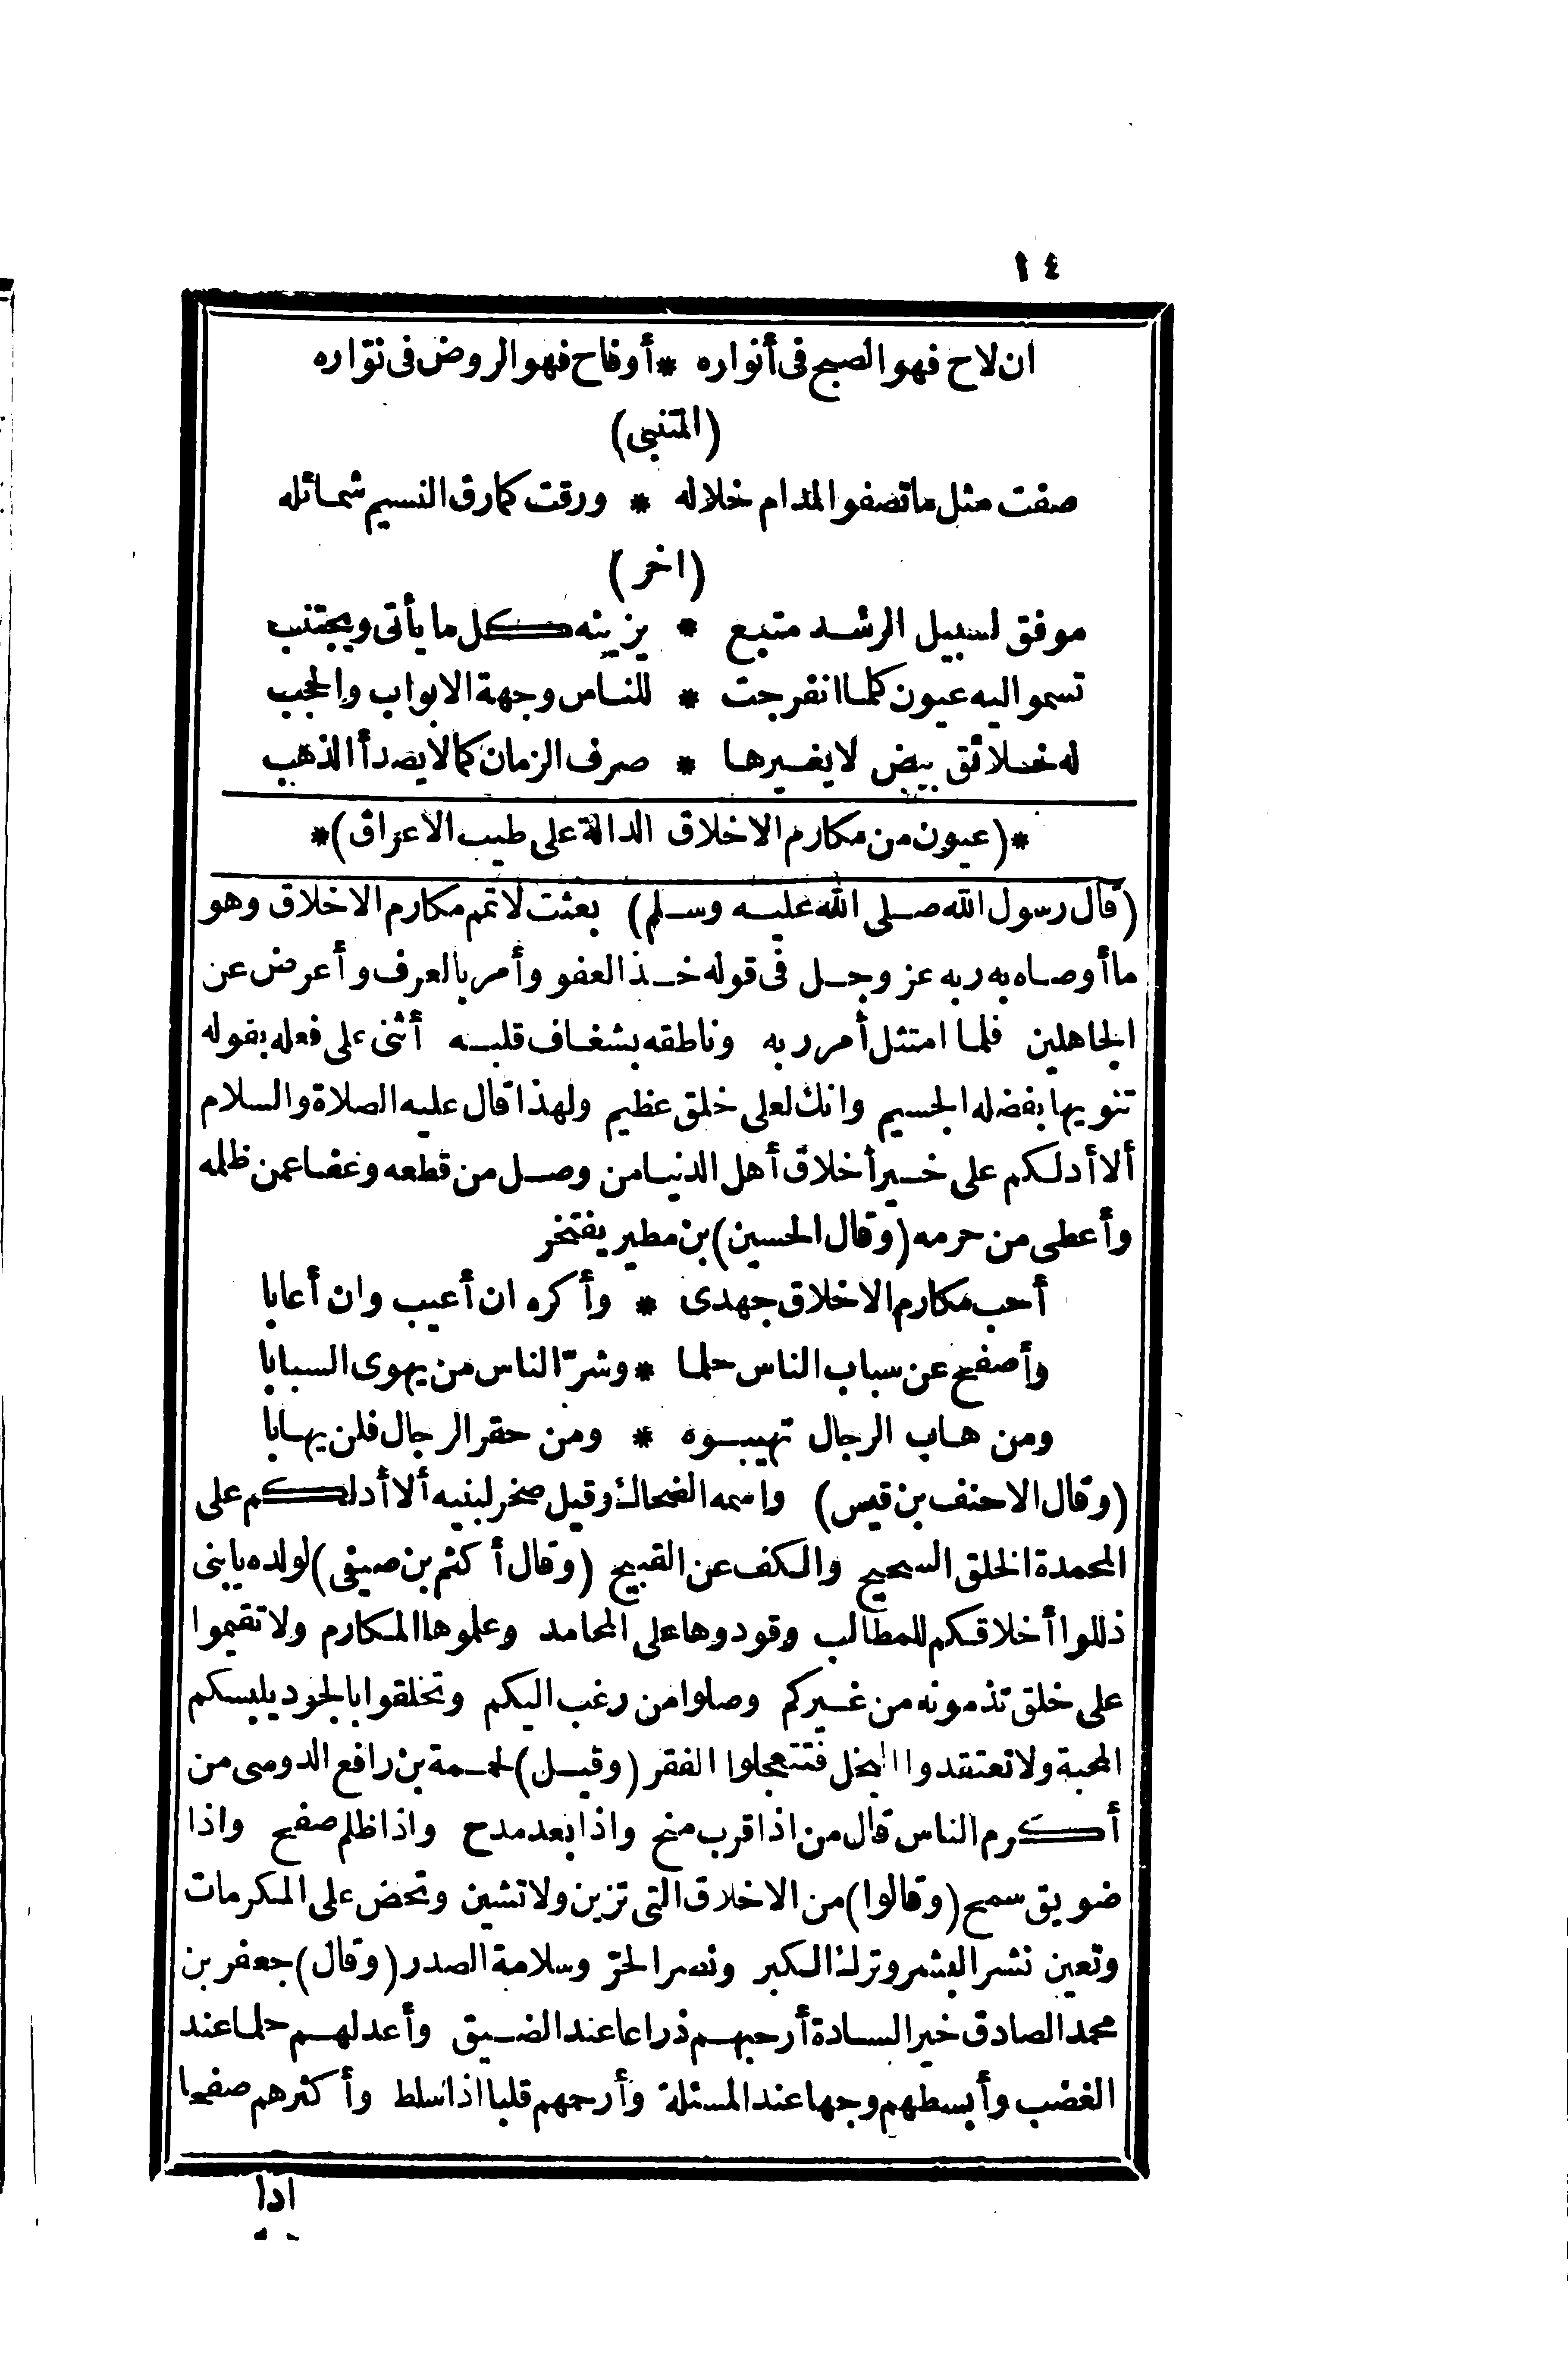 ١٤
ان لاح فهو الصبح فى أنواره * أوفاح فهو الروض فى نوّاره
(المتنبى)
صفت مثل ما تصفو المدام خلاله * ورقت كما رق النسيم شمائله
(اخر)
موفق لسبيل الرشد متبع * يزينه كل ما يأتى ويجتنب
تسمو اليه عيون كلما انفرجت * للناس وجهة الابواب والحجب
له خلائق بيض لا يغيرها * صرف الزمان كما لا يصدأ الذهب
*(عيون من مكارم الاخلاق الدالة على طيب الاعراق)*
(قال رسول الله صلى الله عليه وسلم) بعثت لاتمم مكارم الاخلاق وهو
ما أوصاه به ربه عز وجل فى قوله خذ العفو وأمر بالعرف وأعرض عن
الجاهلين فلما امتثل أمر ربه وناطقه بشغاف قلبه أثنى على فعله بقوله
تنويها بفضله الجسيم وانك لعلى خلق عظيم ولهذا قال عليه الصلاة والسلام
ألا أدلكم على خير أخلاق أهل الدنيا من وصل من قطعه وعفا عمن ظلمه
وأعطى من حرمه (وقال الحسين) بن مطير يفتخر
أحب مكارم الاخلاق جهدى * وأكره ان أعيب وان أعابا
وأصفح عن سباب الناس حلما * وشرّ الناس من يهوى السبابا
ومن هاب الرجال تهيبوه * ومن حقر الرجال فلن يهابا
(وقال الاحنف بن قيس) واسمه الضحاك وقيل صخر لبنيه ألا أدلكم على
المحمدة الخلق السجيح والكف عن القبيح (وقال أكثم بن صيفى) لولده يا بنى
ذللوا أخلاقكم للمطالب وقودوها على المحامد وعلموها المكارم ولا تقيموا
على خلق تذمونه من غيركم وصلوا من رغب اليكم وتخلقوا بالجود يلبسكم
المحبة ولا تعتقدوا البخل فتتعجلوا الفقر (وقيل) لحممة بن رافع الدوسى من
أكرم الناس قال من اذا قرب منح واذا بعد مدح واذا ظلم صفح واذا
ضويق سمح (وقالوا) من الاخلاق التى تزين ولا تشين وتحض على المكرمات
وتعين نشر البشر وترك الكبر ونصر الحرّ وسلامة الصدر (وقال) جعفر بن
محمد الصادق خير السادة أرحبهم ذراعا عند الضيق وأعدلهم حلما عند
الغضب وأبسطهم وجها عند المسئلة وأرحمهم قلبا اذا سلط وأكثرهم صفحا
اذا